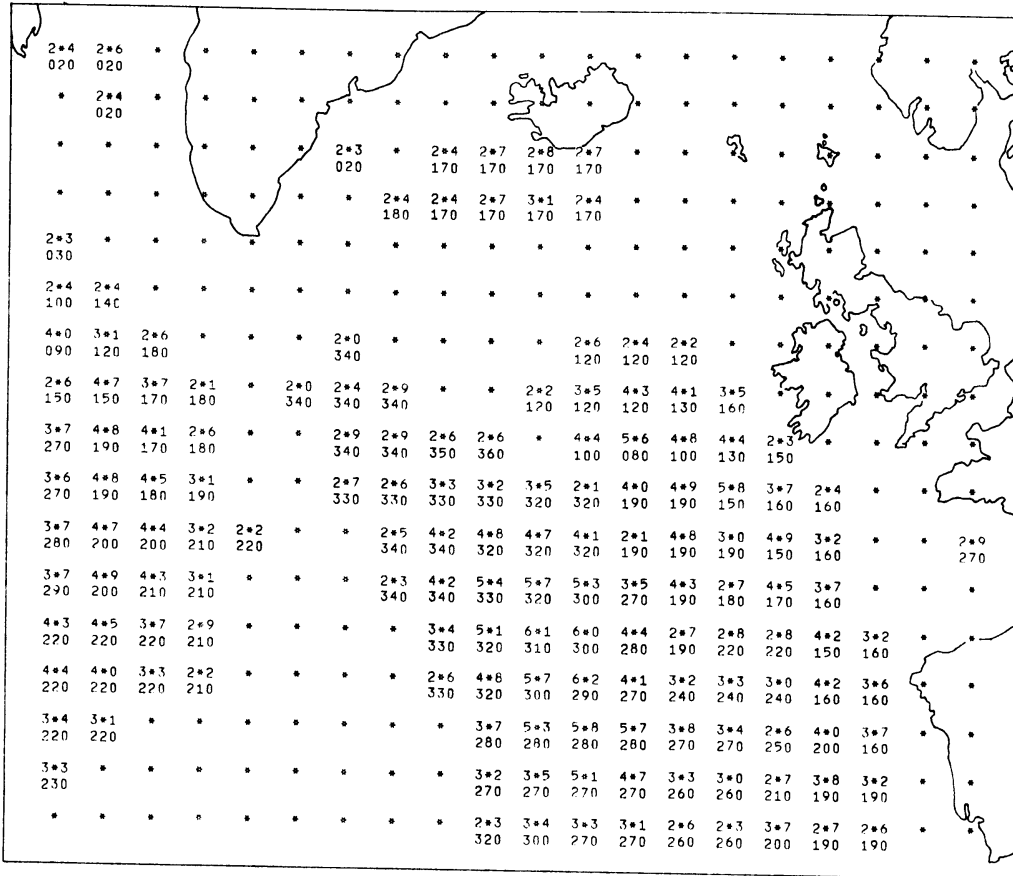 2*4 2*6 * * * * * * * * * * * * * * * * * *
020 020
* 2*4 * * * * * * * * * * * * * * * * * *
020
* * * * * * 2*3 * 2*4 2*7 2*8 2*7 * * * * * * * *
020 170 170 170 170
* * * * * * * 2*4 2*4 2*7 3*1 2*4 * * * * * * * *
180 170 170 170 170
2*3 * * * * * * * * * * * * * * * * * * *
030
2*4 2*4 * * * * * * * * * * * * * * * * * *
100 140
4*0 3*1 2*6 * * * 2*0 * * * * 2*6 2*4 2*2 * * * * * *
090 120 180 340 120 120 120
2*6 4*7 3*7 2*1 * 2*0 2*4 2*9 * * 2*2 3*5 4*3 4*1 3*5 * * * * *
150 150 170 180 340 340 340 120 120 120 130 160
3*7 4*8 4*1 2*6 * * 2*9 2*9 2*6 2*6 * 4*4 5*6 4*8 4*4 2*3 * * * *
270 190 170 180 340 340 350 360 100 080 100 130 150
3*6 4*8 4*5 3*1 * * 2*7 2*6 3*3 3*2 3*5 2*1 4*0 4*9 5*8 3*7 2*4 * * *
270 190 180 190 330 330 330 330 320 320 190 190 150 160 160
3*7 4*7 4*4 3*2 2*2 * * 2*5 4*2 4*8 4*7 4*1 2*1 4*8 3*0 4*9 3*2 * * 2*9
280 200 200 210 220 340 340 320 320 320 190 190 190 150 160 270
3*7 4*9 4*3 3*1 * * * 2*3 4*2 5*4 5*7 5*3 3*5 4*3 2*7 4*5 3*7 * * *
290 200 210 210 340 340 330 320 300 270 190 180 170 160
4*3 4*5 3*7 2*9 * * * * 3*4 5*1 6*1 6*0 4*4 2*7 2*8 2*8 4*2 3*2 * *
220 220 220 210 330 320 310 300 280 190 220 220 150 160
4*4 4*0 3*3 2*2 * * * * 2*6 4*8 5*7 6*2 4*1 3*2 3*3 3*0 4*2 3*6 * *
220 220 220 210 330 320 300 290 270 240 240 240 160 160
3*4 3*1 * * * * * * * 3*7 5*3 5*8 5*7 3*8 3*4 2*6 4*0 3*7 * *
220 220 280 280 280 280 270 270 250 200 160
3*3 * * * * * * * * 3*2 3*5 5*1 4*7 3*3 3*0 2*7 3*8 3*2 * *
230 270 270 270 270 260 260 210 190 190
* * * * * * * * * 2*3 3*4 3*3 3*1 2*6 2*3 3*7 2*7 2*6 * *
320 300 270 270 260 260 200 190 190